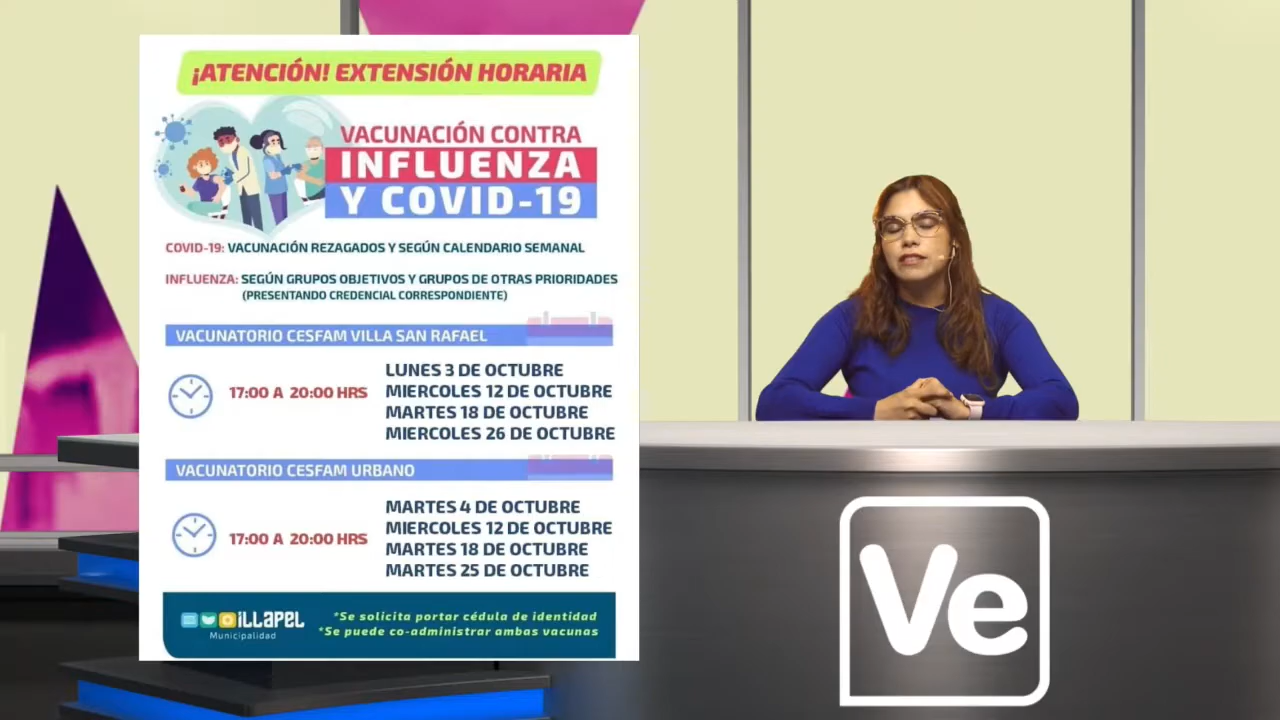 ¡ATENCIÓN! EXTENSIÓN HORARIA
VACUNACIÓN CONTRA
INFLUENZA
Y COVID-19
COVID-19: VACUNACIÓN REZAGADOS Y SEGÚN CALENDARIO SEMANAL
INFLUENZA: SEGÚN GRUPOS OBJETIVOS Y GRUPOS DE OTRAS PRIORIDADES
(PRESENTANDO CREDENCIAL CORRESPONDIENTE)
VACUNATORIO CESFAM VILLA SAN RAFAEL
17:00 A 20:00 HRS
LUNES 3 DE OCTUBRE
MIERCOLES 12 DE OCTUBRE
MARTES 18 DE OCTUBRE
MIERCOLES 26 DE OCTUBRE
VACUNATORIO CESFAM URBANO
17:00 A 20:00 HRS
MARTES 4 DE OCTUBRE
MIERCOLES 12 DE OCTUBRE
MARTES 18 DE OCTUBRE
MARTES 25 DE OCTUBRE
iLLAPEL
Municipalidad
*Se solicita portar cédula de identidad
*Se puede co-administrar ambas vacunas
Ve